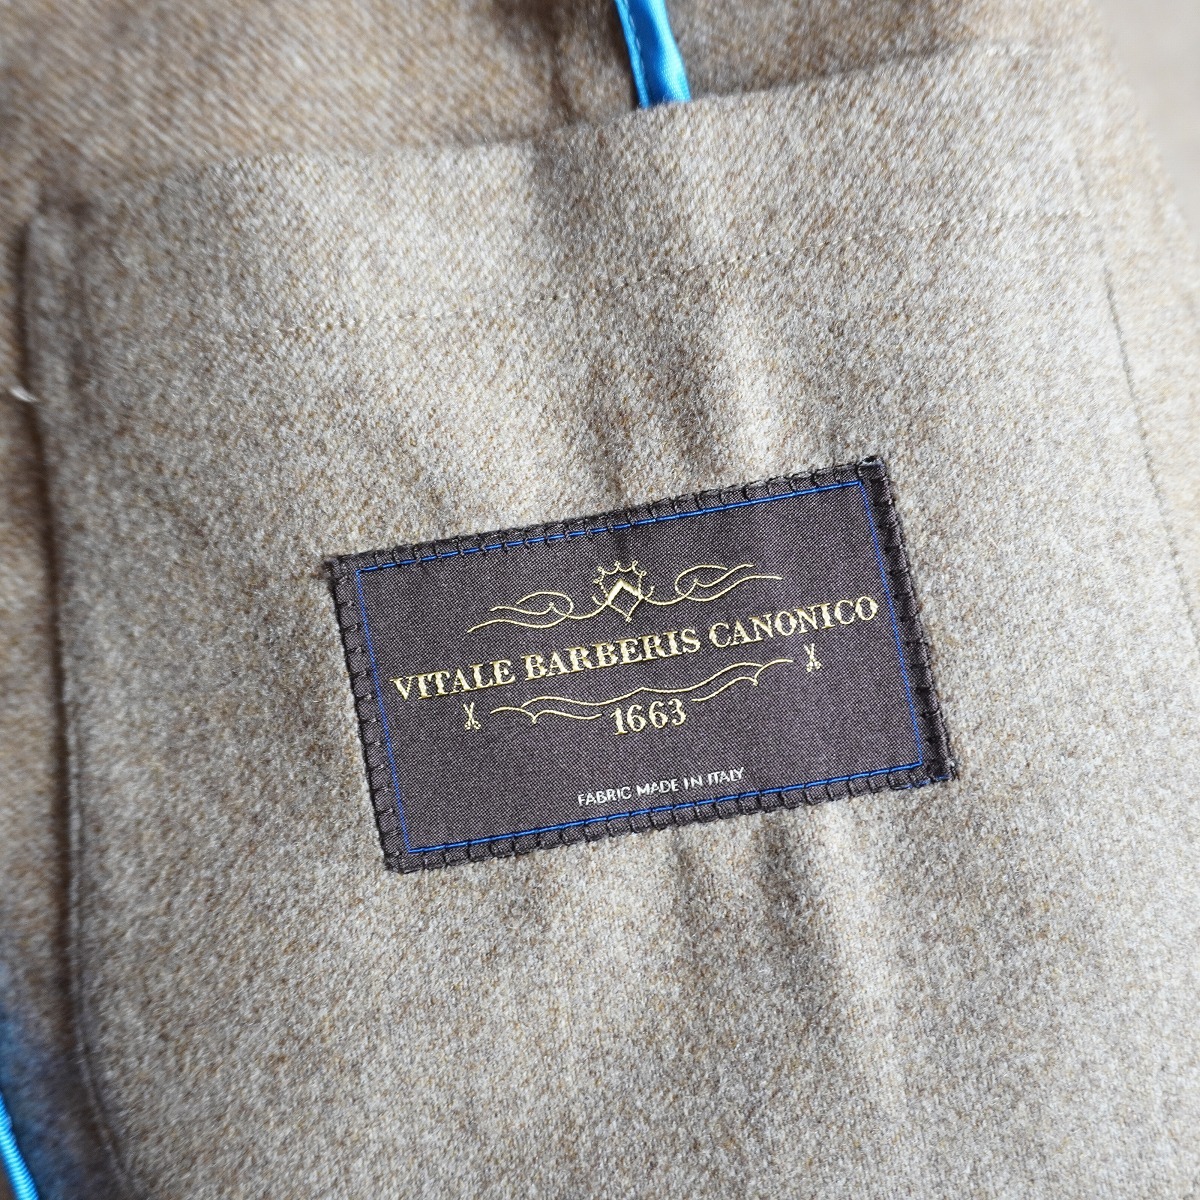 VITALE BARBERIS CANONICO
1663
FABRIC MADE IN ITALY